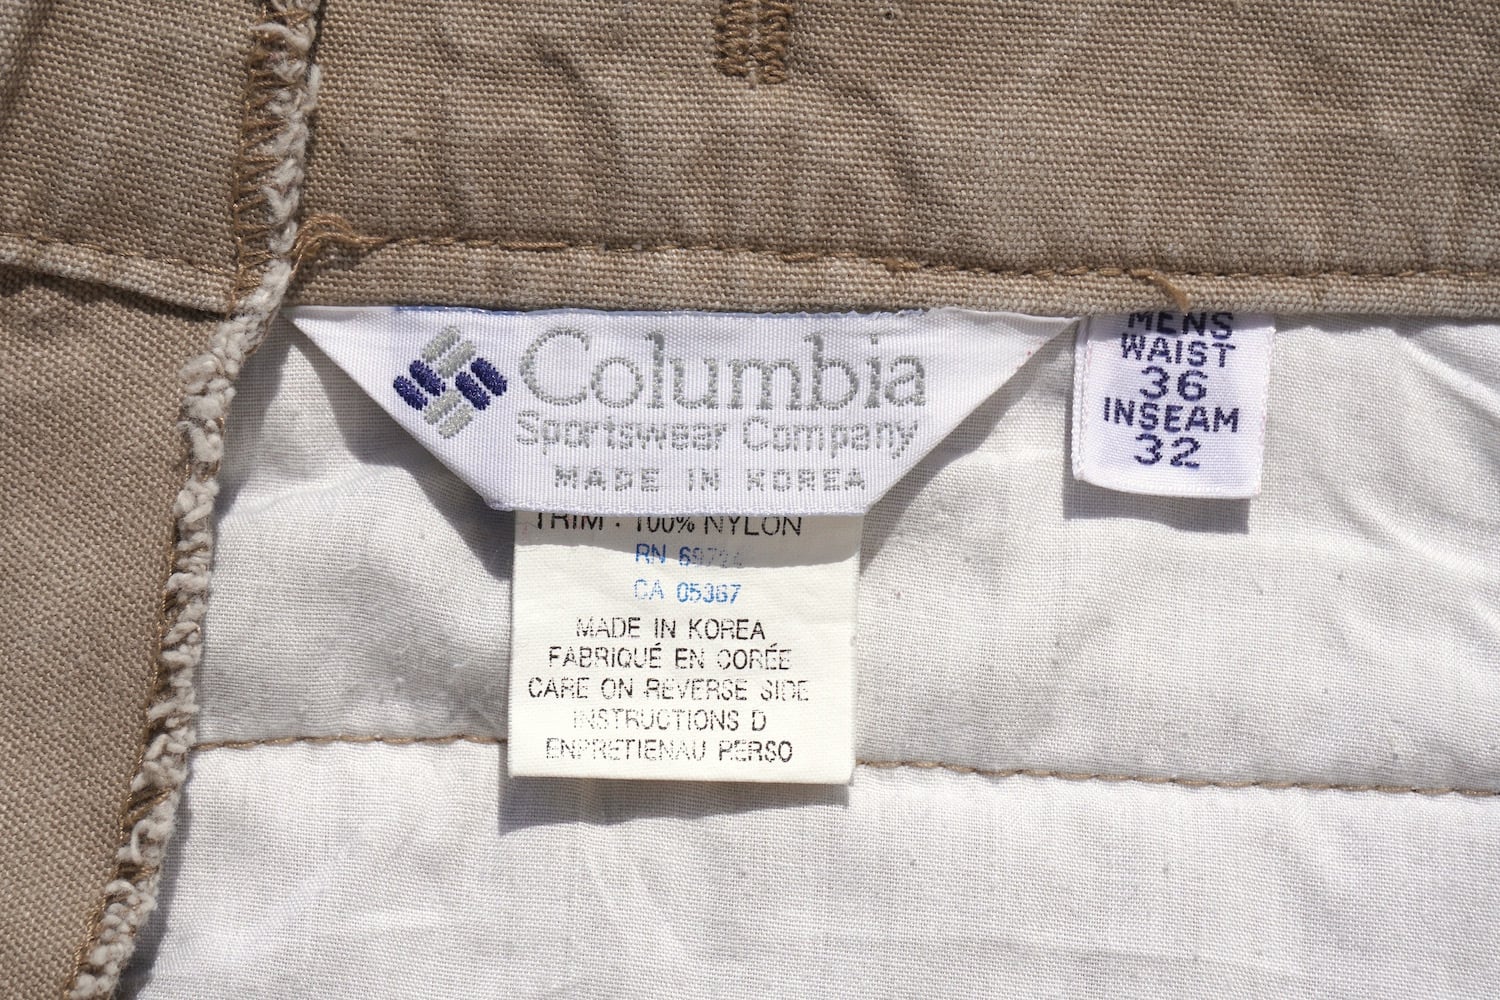 Columbia
Sportswear Company
MADE IN KOREA
MENS
WAIST
36
INSEAM
32
TRIM : 100% NYLON
RN
CA 05367
MADE IN KOREA
FABRIQUÉ EN CORÉE
CARE ON REVERSE SIDE
INSTRUCTIONS D
ENPRETIENAU PERSO